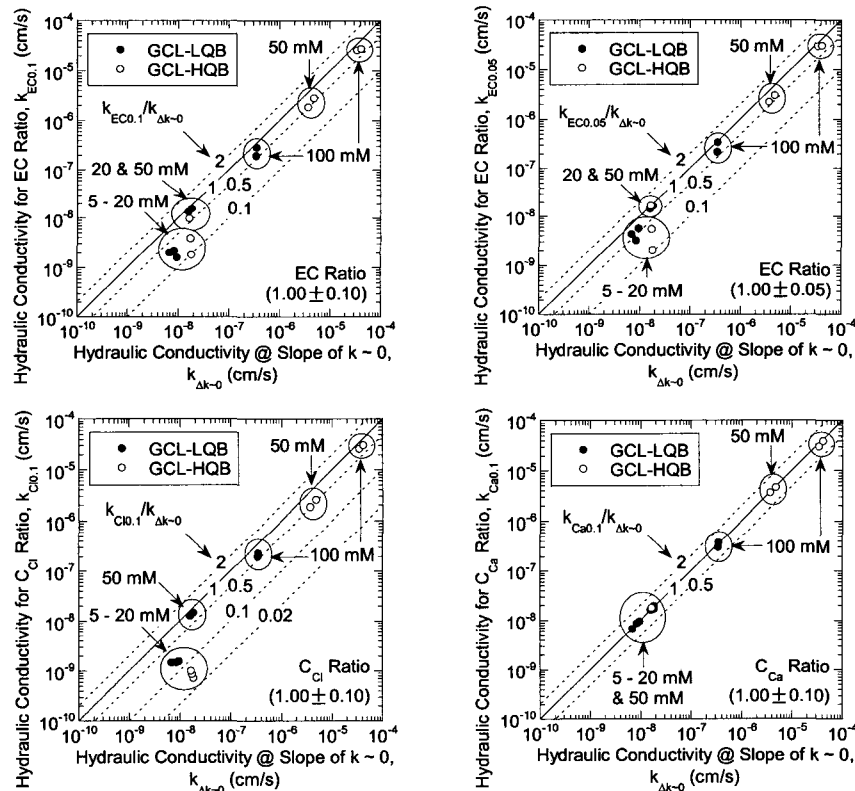 Hydraulic Conductivity for EC Ratio, k_EC0.1 (cm/s)
10^-4
10^-5
10^-6
10^-7
10^-8
10^-9
10^-10
● GCL-LQB
○ GCL-HQB
50 mM
k_EC0.1/k_Δk~0
2
100 mM
20 & 50 mM
1
0.5
5 - 20 mM
0.1
EC Ratio
(1.00 ± 0.10)
10^-10 10^-9 10^-8 10^-7 10^-6 10^-5 10^-4
Hydraulic Conductivity @ Slope of k ~ 0,
k_Δk~0 (cm/s)
Hydraulic Conductivity for EC Ratio, k_EC0.05 (cm/s)
10^-4
10^-5
10^-6
10^-7
10^-8
10^-9
10^-10
● GCL-LQB
○ GCL-HQB
50 mM
k_EC0.05/k_Δk~0
2
100 mM
20 & 50 mM
1
0.5
0.1
5 - 20 mM
EC Ratio
(1.00 ± 0.05)
10^-10 10^-9 10^-8 10^-7 10^-6 10^-5 10^-4
Hydraulic Conductivity @ Slope of k ~ 0,
k_Δk~0 (cm/s)
Hydraulic Conductivity for C_Cl Ratio, k_Cl0.1 (cm/s)
10^-4
10^-5
10^-6
10^-7
10^-8
10^-9
10^-10
● GCL-LQB
○ GCL-HQB
50 mM
k_Cl0.1/k_Δk~0
2
100 mM
50 mM
1
0.5
5 - 20 mM
0.1
0.02
C_Cl Ratio
(1.00 ± 0.10)
10^-10 10^-9 10^-8 10^-7 10^-6 10^-5 10^-4
Hydraulic Conductivity @ Slope of k ~ 0,
k_Δk~0 (cm/s)
Hydraulic Conductivity for C_Ca Ratio, k_Ca0.1 (cm/s)
10^-4
10^-5
10^-6
10^-7
10^-8
10^-9
10^-10
● GCL-LQB
○ GCL-HQB
50 mM
k_Ca0.1/k_Δk~0
2
100 mM
1
0.5
5 - 20 mM
& 50 mM
C_Ca Ratio
(1.00 ± 0.10)
10^-10 10^-9 10^-8 10^-7 10^-6 10^-5 10^-4
Hydraulic Conductivity @ Slope of k ~ 0,
k_Δk~0 (cm/s)